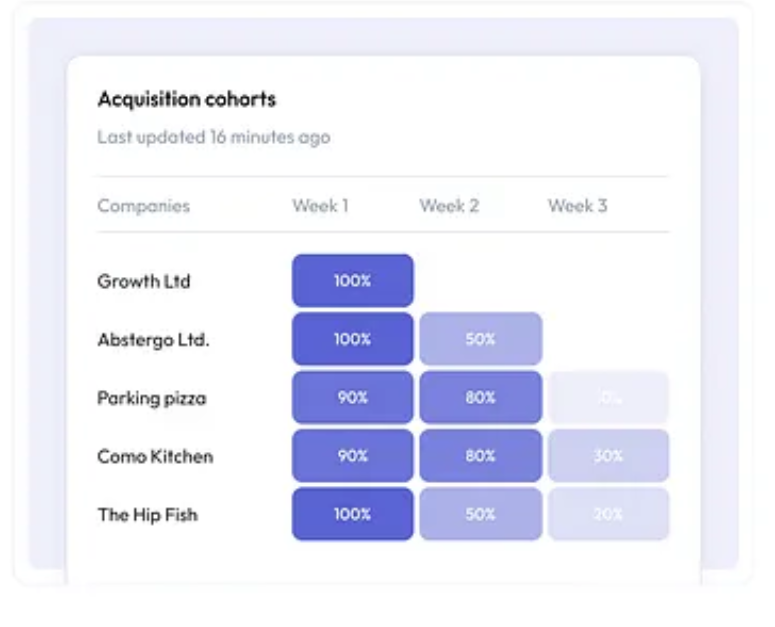 Acquisition cohorts
Last updated 16 minutes ago
Companies Week 1 Week 2 Week 3
Growth Ltd 100%
Abstergo Ltd. 100% 50%
Parking pizza 90% 80%
Como Kitchen 90% 80% 30%
The Hip Fish 100% 50% 20%